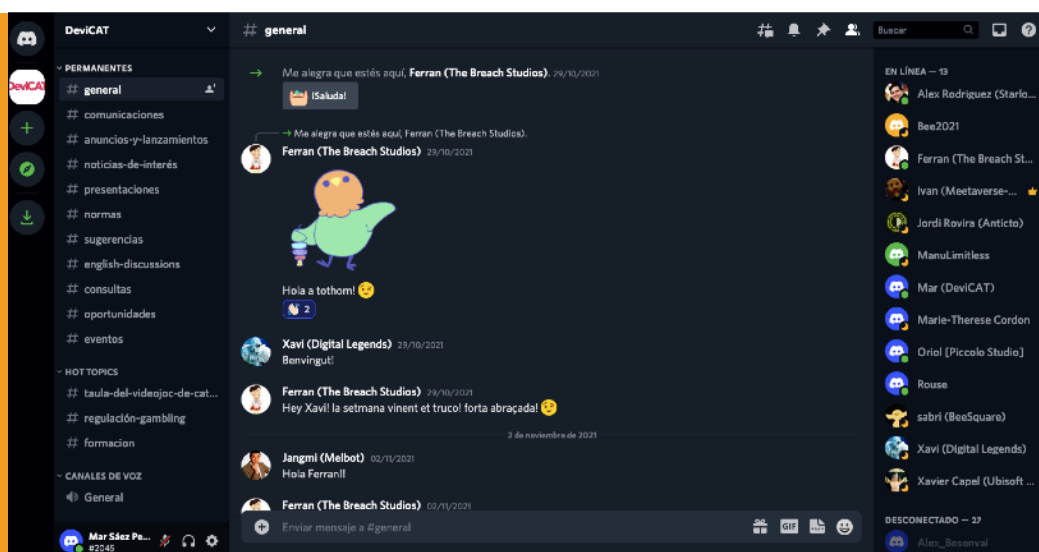 DeviCAT
general
Buscar
DeviCAT
PERMANENTES
# general
# comunicaciones
# anuncios-y-lanzamientos
# noticias-de-interés
# presentaciones
# normas
# sugerencias
# english-discussions
# consultas
# oportunidades
# eventos
HOT TOPICS
# taula-del-videojoc-de-cat...
# regulación-gambling
# formacion
CANALES DE VOZ
General
Mar Sáez Pe...
#2045
Me alegra que estés aquí, Ferran (The Breach Studios). 29/10/2021
¡Saluda!
Me alegra que estés aquí, Ferran (The Breach Studios).
Ferran (The Breach Studios) 29/10/2021
Hola a tothom!
2
Xavi (Digital Legends) 29/10/2021
Benvingut!
Ferran (The Breach Studios) 29/10/2021
Hey Xavi! la setmana vinent et truco! forta abraçada!
2 de noviembre de 2021
Jangmi (Melbot) 02/11/2021
Hola Ferran!!
Ferran (The Breach Studios) 02/11/2021
Enviar mensaje a #general
GIF
EN LÍNEA — 13
Alex Rodriguez (Starlo...
Bee2021
Ferran (The Breach St...
Ivan (Meetaverse-...
Jordi Rovira (Anticto)
ManuLimitless
Mar (DeviCAT)
Marie-Therese Cordon
Oriol [Piccolo Studio]
Rouse
sabri (BeeSquare)
Xavi (Digital Legends)
Xavier Capel (Ubisoft ...
DESCONECTADO — 27
Alex_Besenval